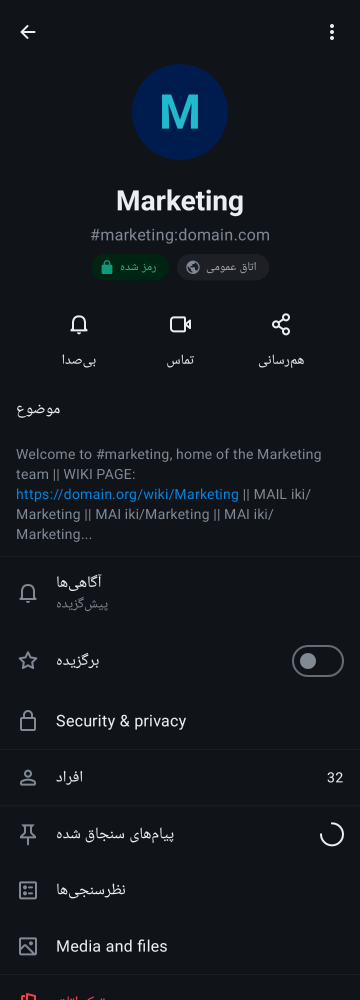 M
Marketing
#marketing:domain.com
رمز شده
اتاق عمومی
بی‌صدا
تماس
هم‌رسانی
موضوع
Welcome to #marketing, home of the Marketing
team || WIKI PAGE:
https://domain.org/wiki/Marketing || MAIL iki/
Marketing || MAI iki/Marketing || MAI iki/
Marketing...
آگاهی‌ها
پیش‌گزیده
برگزیده
Security & privacy
افراد
32
پیام‌های سنجاق شده
نظرسنجی‌ها
Media and files